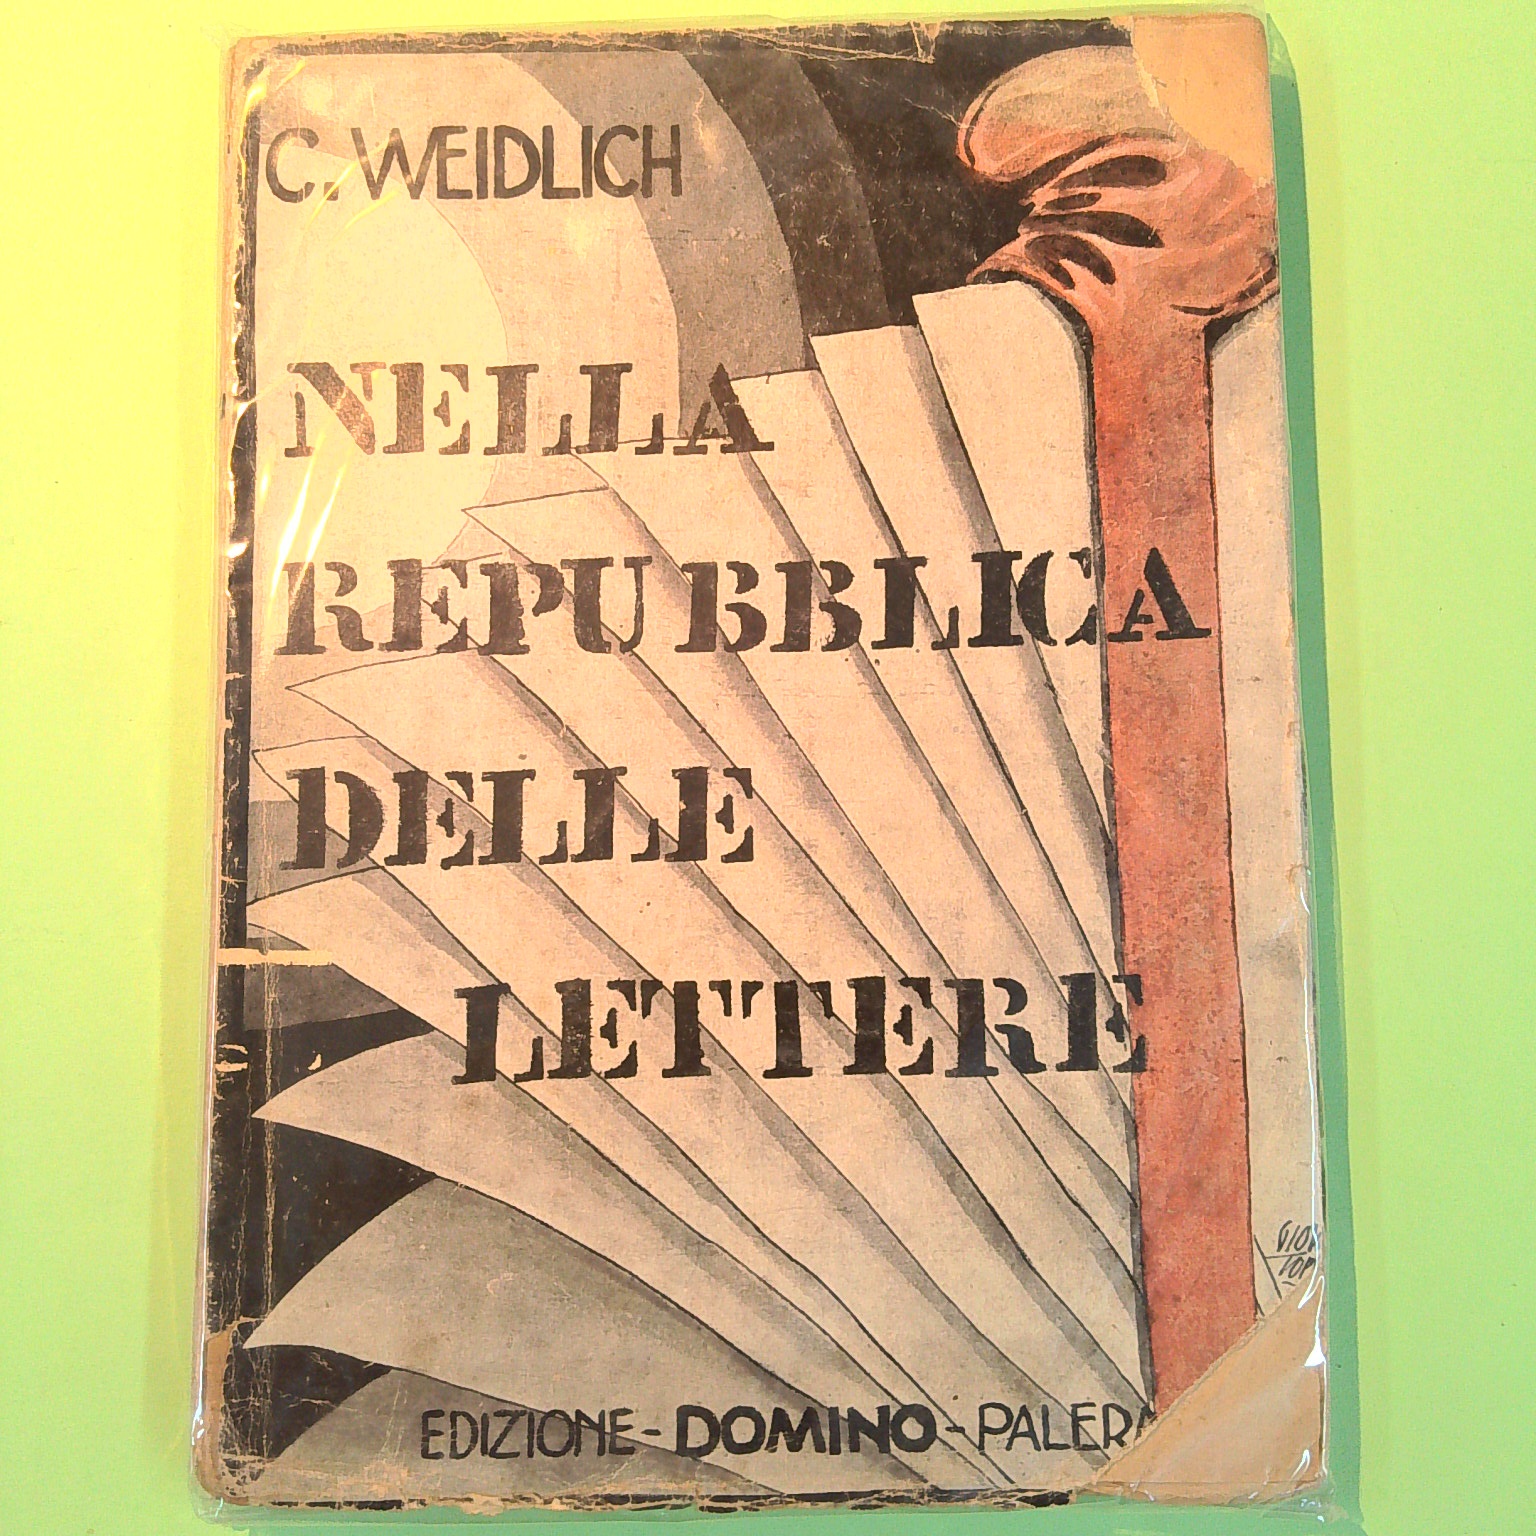 C. WEIDLICH
NELLA
REPUBBLICA
DELLE
LETTERE
EDIZIONE - DOMINO - PALER